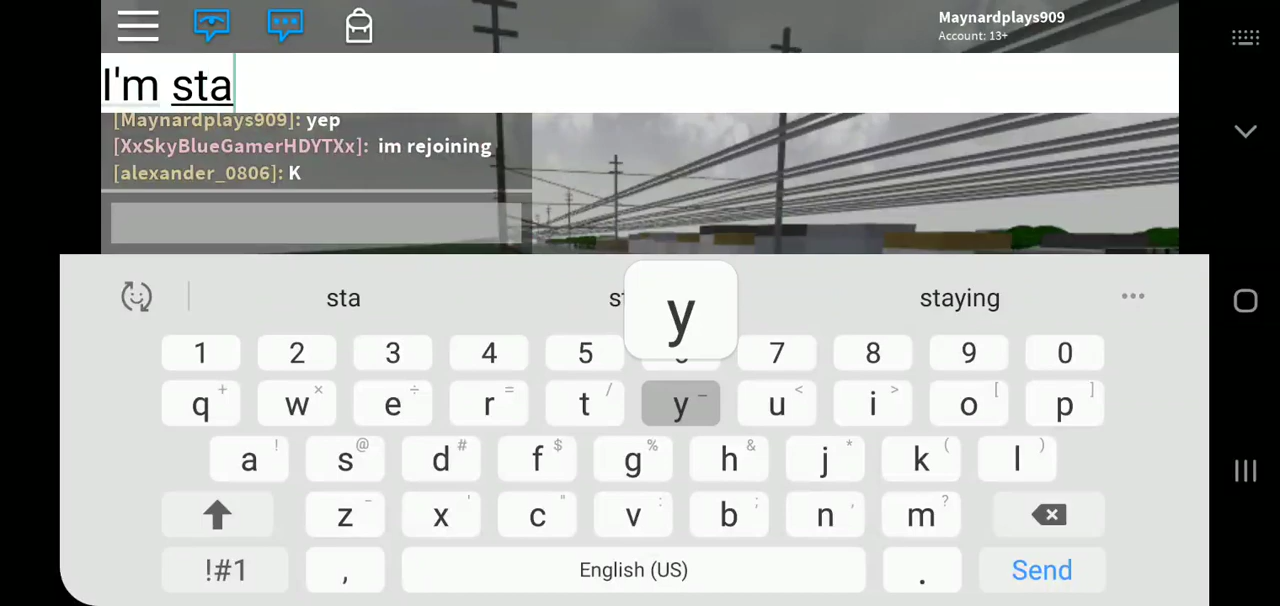 Maynardplays909
Account: 13+
I'm sta
[Maynardplays909]: yep
[XxSkyBlueGamerHDYTXx]: im rejoining
[alexander_0806]: K
sta staying
y
1 2 3 4 5 7 8 9 0
q + w × e ÷ r = t / y _ u < i > o [ p ]
a ! s @ d # f $ g % h & j * k ( l )
z - x ' c " v : b ; n , m ?
!#1 , English (US) . Send